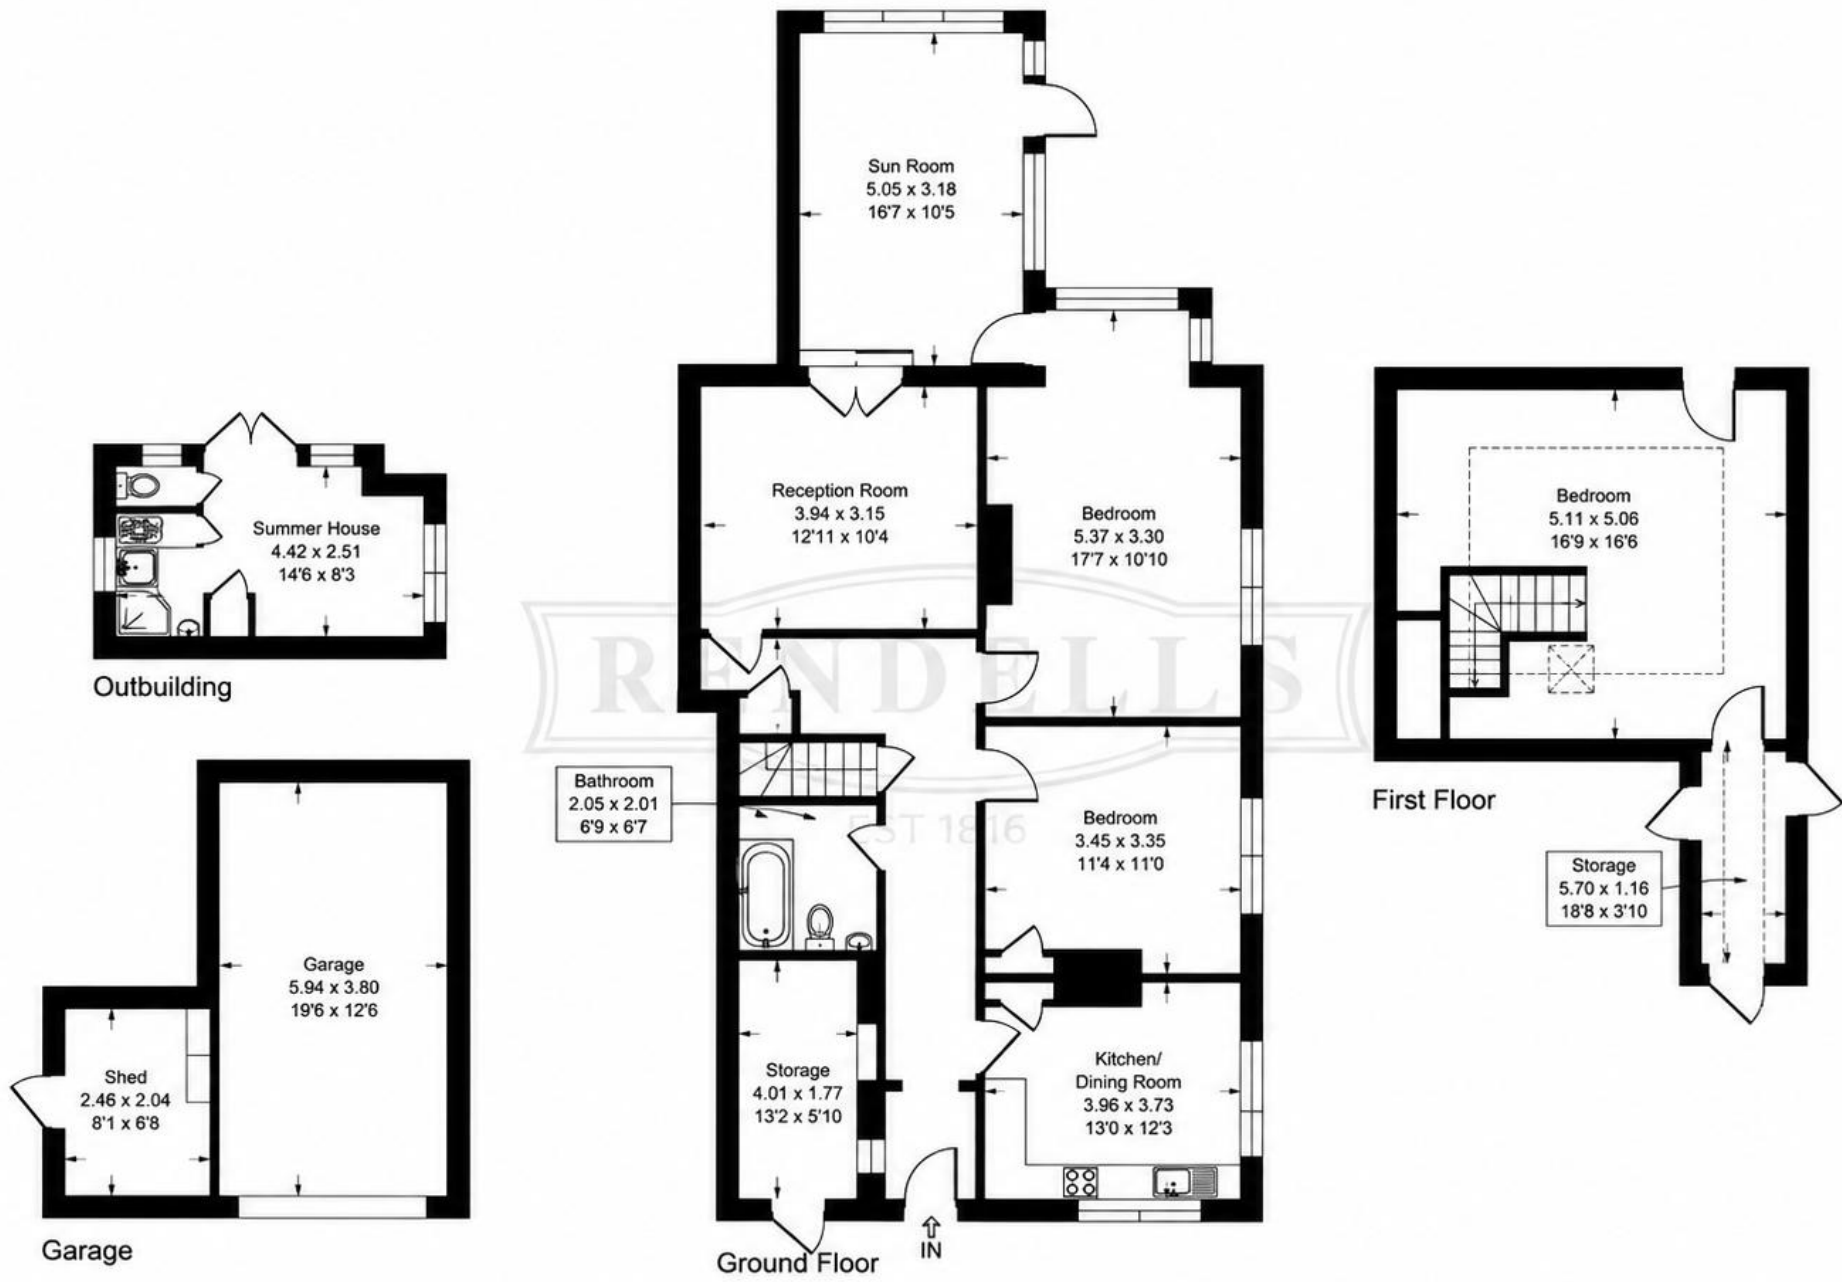 Sun Room
5.05 x 3.18
16'7 x 10'5
Reception Room
3.94 x 3.15
12'11 x 10'4
Bedroom
5.37 x 3.30
17'7 x 10'10
Bedroom
5.11 x 5.06
16'9 x 16'6
Summer House
4.42 x 2.51
14'6 x 8'3
Outbuilding
RENDELLS
EST 1816
Bathroom
2.05 x 2.01
6'9 x 6'7
Bedroom
3.45 x 3.35
11'4 x 11'0
First Floor
Storage
5.70 x 1.16
18'8 x 3'10
Garage
5.94 x 3.80
19'6 x 12'6
Shed
2.46 x 2.04
8'1 x 6'8
Storage
4.01 x 1.77
13'2 x 5'10
Kitchen/
Dining Room
3.96 x 3.73
13'0 x 12'3
Garage
Ground Floor
IN